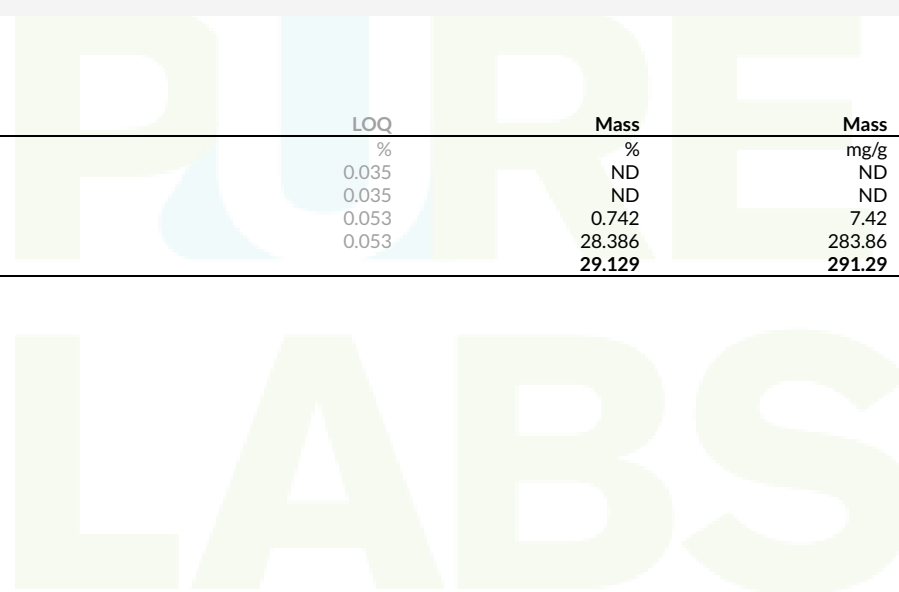 PURE
LOQ Mass Mass
% % mg/g
0.035 ND ND
0.035 ND ND
0.053 0.742 7.42
0.053 28.386 283.86
29.129 291.29
LABS